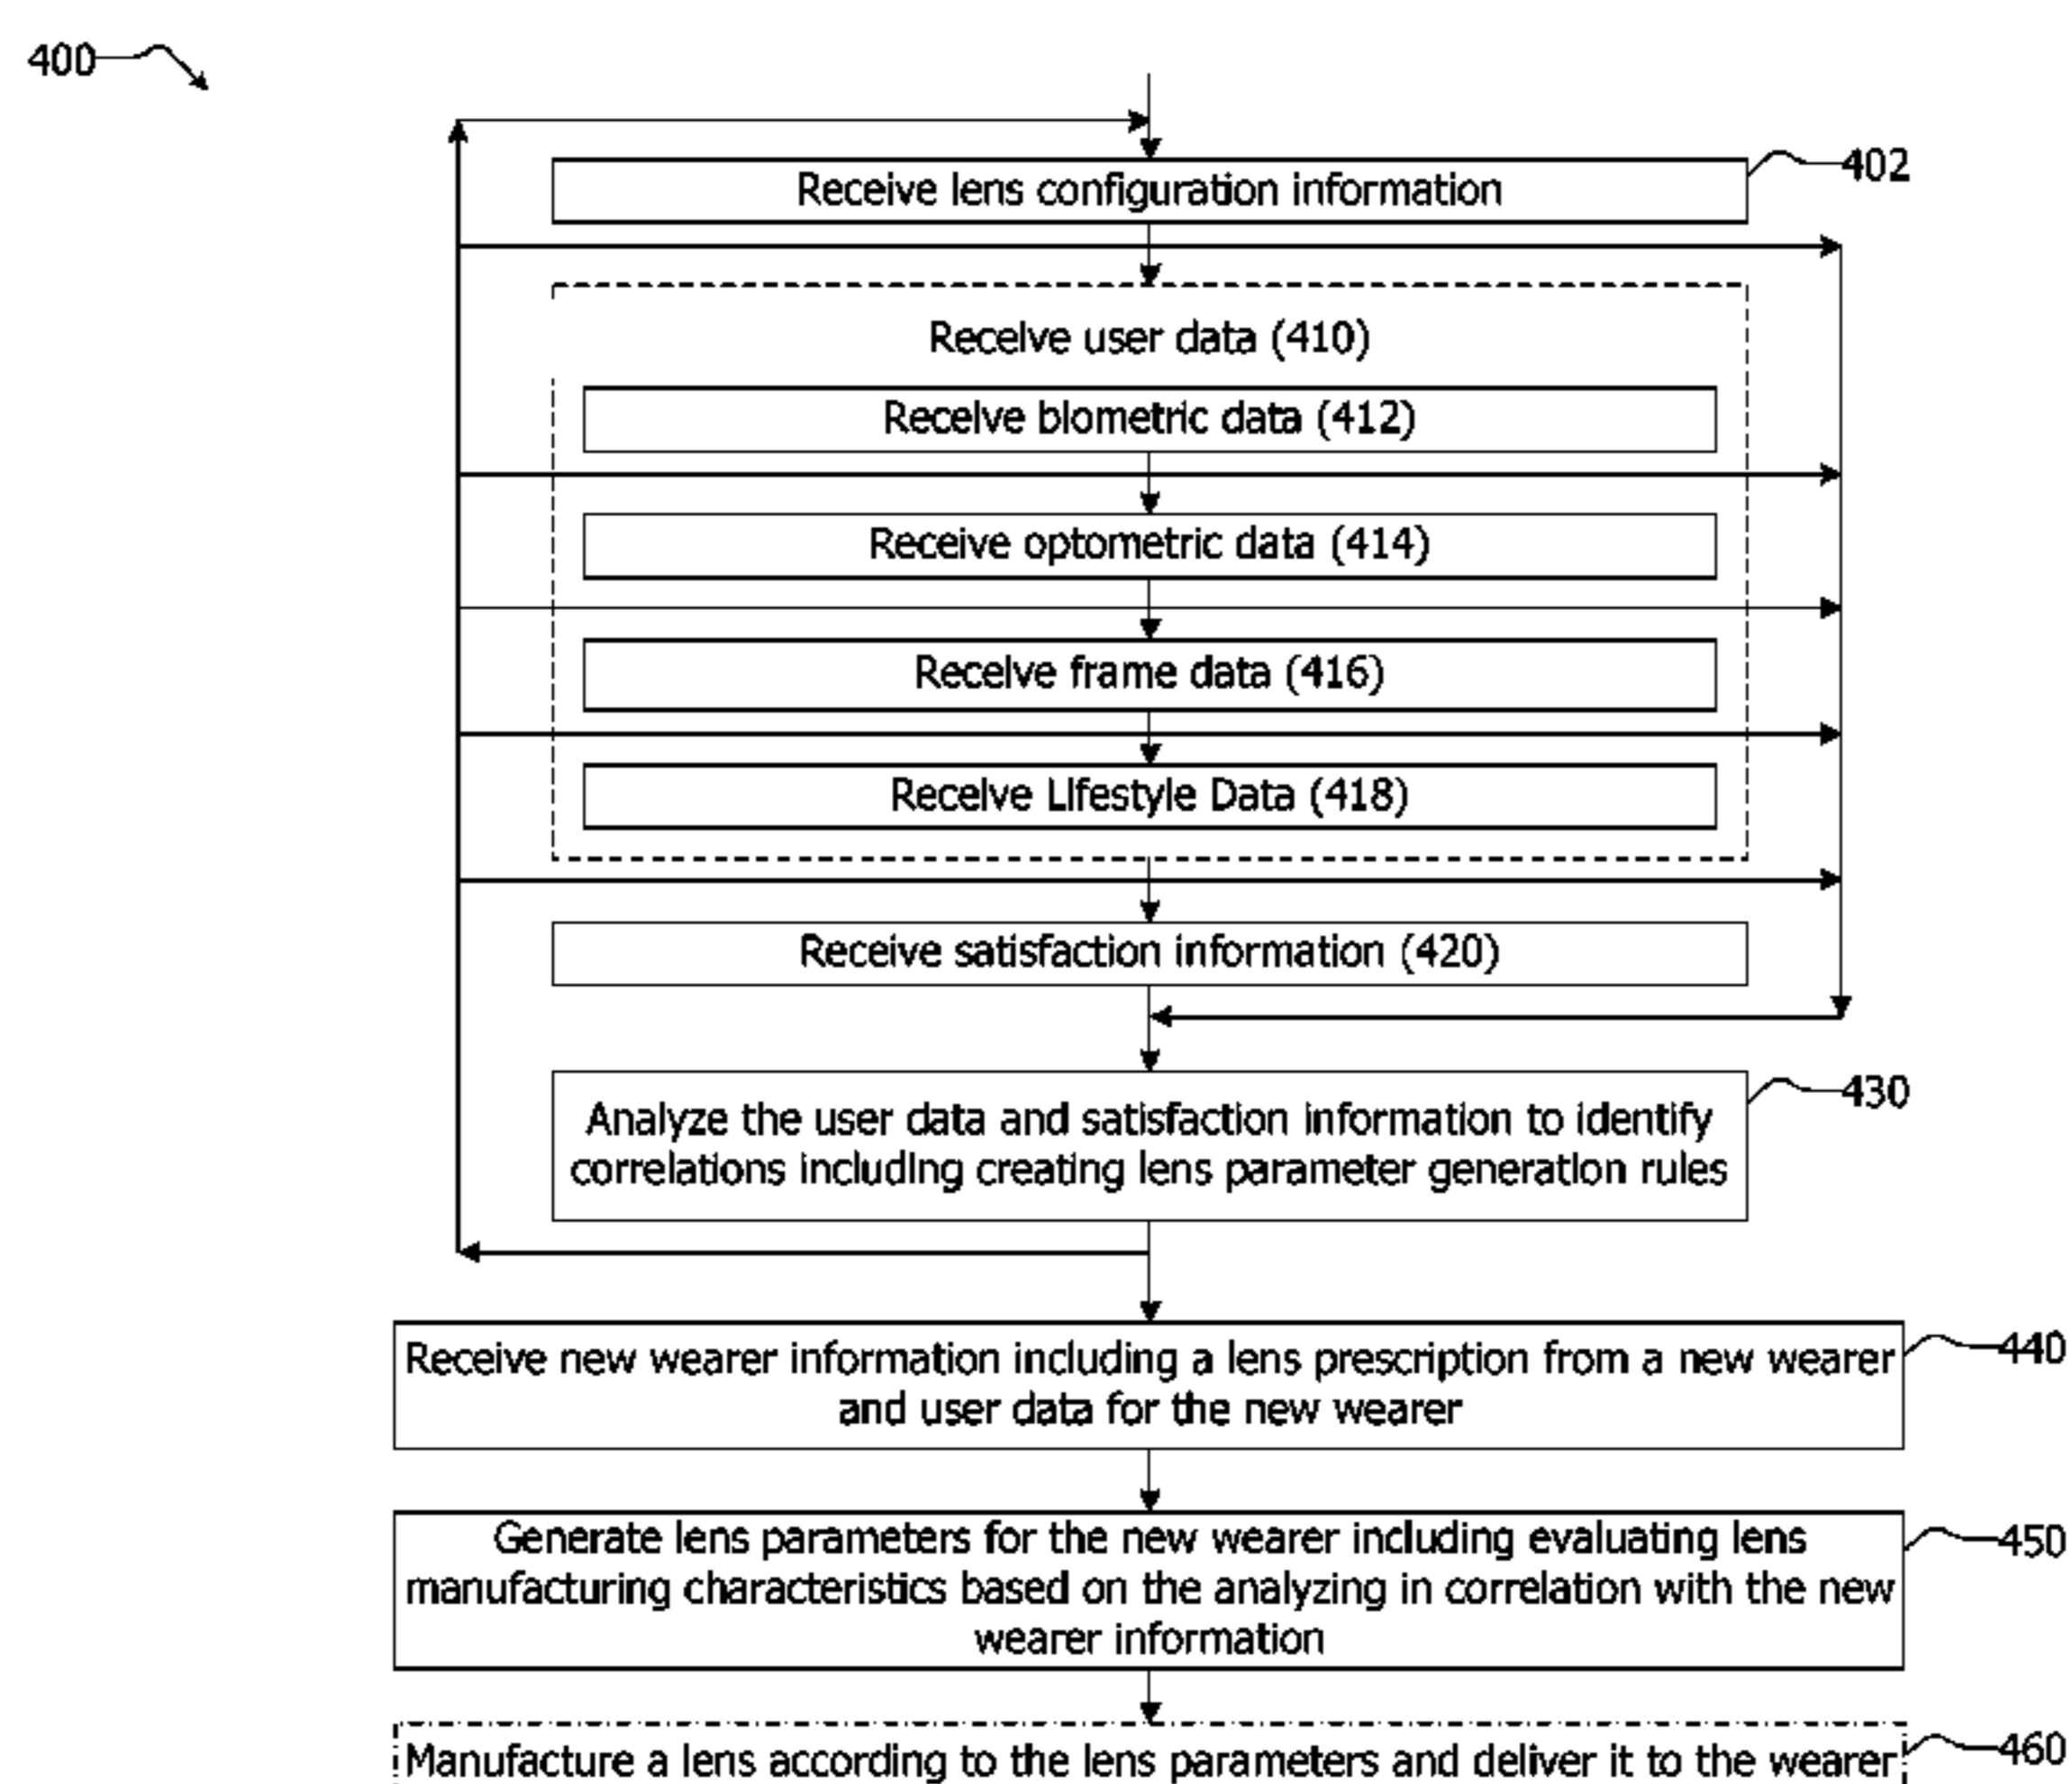 400
Receive lens configuration information
402
Receive user data (410)
Receive biometric data (412)
Receive optometric data (414)
Receive frame data (416)
Receive Lifestyle Data (418)
Receive satisfaction information (420)
Analyze the user data and satisfaction information to identify
correlations including creating lens parameter generation rules
430
Receive new wearer information including a lens prescription from a new wearer
and user data for the new wearer
440
Generate lens parameters for the new wearer including evaluating lens
manufacturing characteristics based on the analyzing in correlation with the new
wearer information
450
Manufacture a lens according to the lens parameters and deliver it to the wearer
460